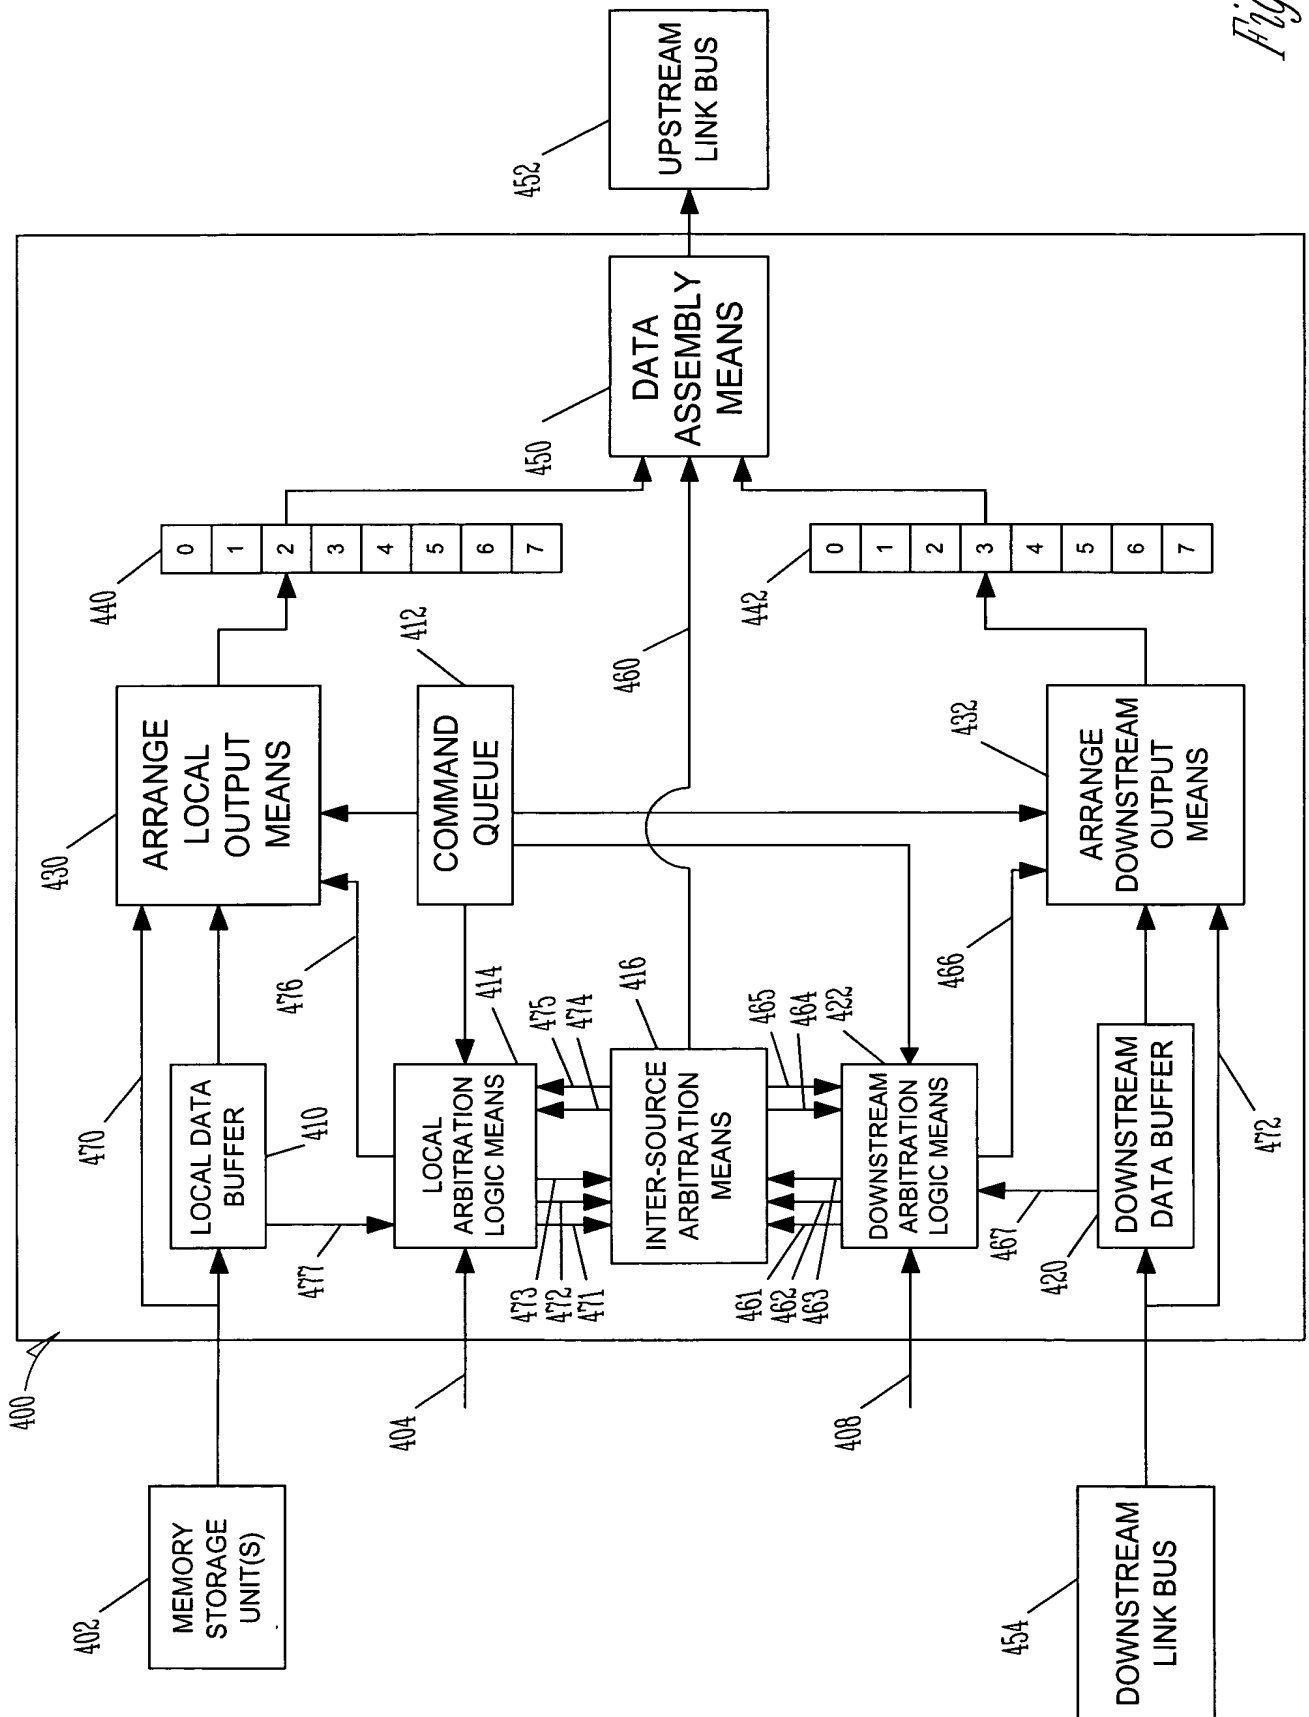 Fig
400
402
MEMORY
STORAGE
UNIT(S)
470
LOCAL DATA
BUFFER
410
477
430
ARRANGE
LOCAL
OUTPUT
MEANS
476
440
0
1
2
3
4
5
6
7
412
COMMAND
QUEUE
404
414
LOCAL
ARBITRATION
LOGIC MEANS
475
474
473
472
471
416
INTER-SOURCE
ARBITRATION
MEANS
460
450
DATA
ASSEMBLY
MEANS
452
UPSTREAM
LINK BUS
465
464
461
462
463
422
408
DOWNSTREAM
ARBITRATION
LOGIC MEANS
467
466
420
DOWNSTREAM
DATA BUFFER
472
432
ARRANGE
DOWNSTREAM
OUTPUT
MEANS
442
0
1
2
3
4
5
6
7
454
DOWNSTREAM
LINK BUS